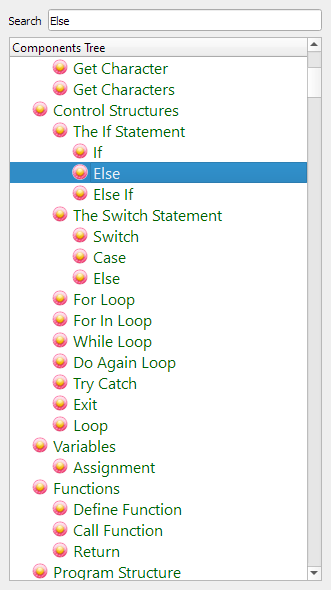 Search Else
Components Tree
Get Character
Get Characters
Control Structures
The If Statement
If
Else
Else If
The Switch Statement
Switch
Case
Else
For Loop
For In Loop
While Loop
Do Again Loop
Try Catch
Exit
Loop
Variables
Assignment
Functions
Define Function
Call Function
Return
Program Structure